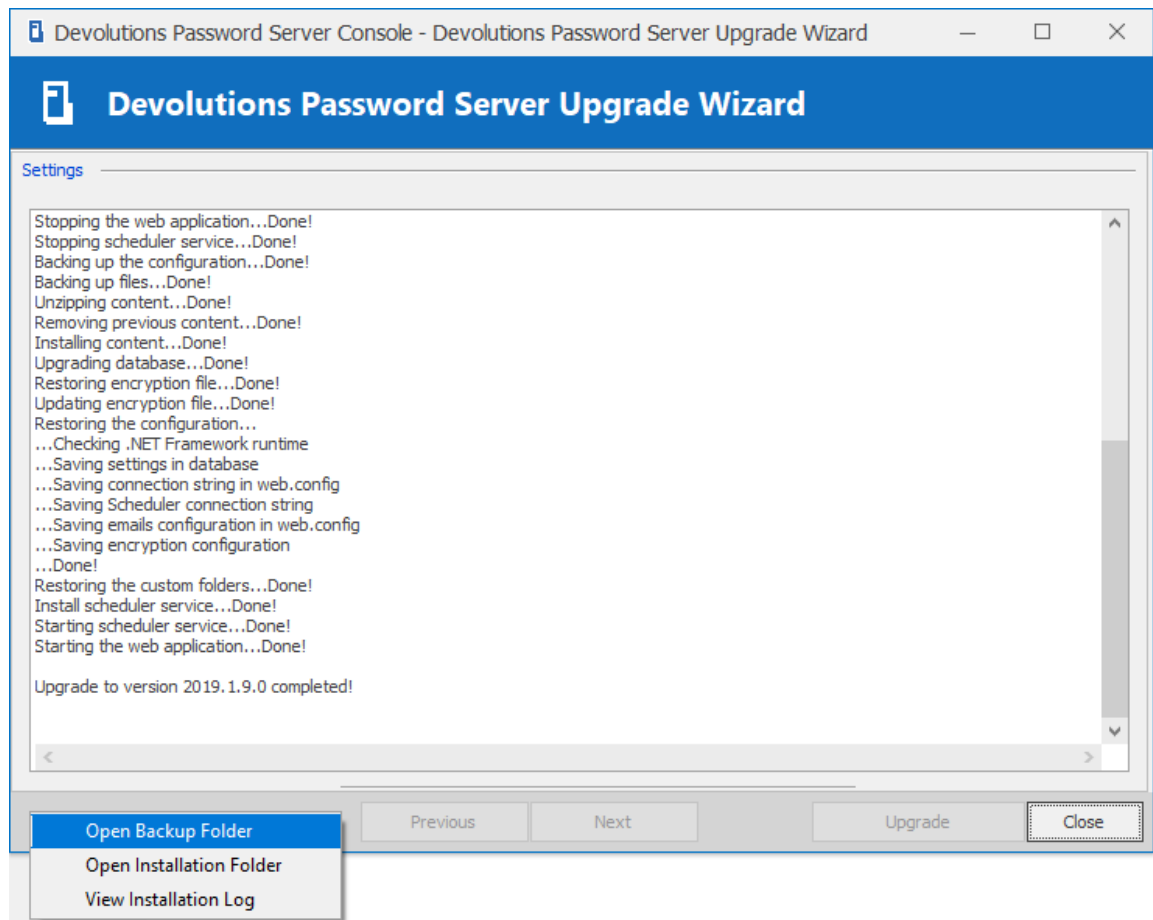 Devolutions Password Server Console - Devolutions Password Server Upgrade Wizard
Devolutions Password Server Upgrade Wizard
Settings
Stopping the web application...Done!
Stopping scheduler service...Done!
Backing up the configuration...Done!
Backing up files...Done!
Unzipping content...Done!
Removing previous content...Done!
Installing content...Done!
Upgrading database...Done!
Restoring encryption file...Done!
Updating encryption file...Done!
Restoring the configuration...
...Checking .NET Framework runtime
...Saving settings in database
...Saving connection string in web.config
...Saving Scheduler connection string
...Saving emails configuration in web.config
...Saving encryption configuration
...Done!
Restoring the custom folders...Done!
Install scheduler service...Done!
Starting scheduler service...Done!
Starting the web application...Done!
Upgrade to version 2019.1.9.0 completed!
Previous Next Upgrade Close
Open Backup Folder
Open Installation Folder
View Installation Log